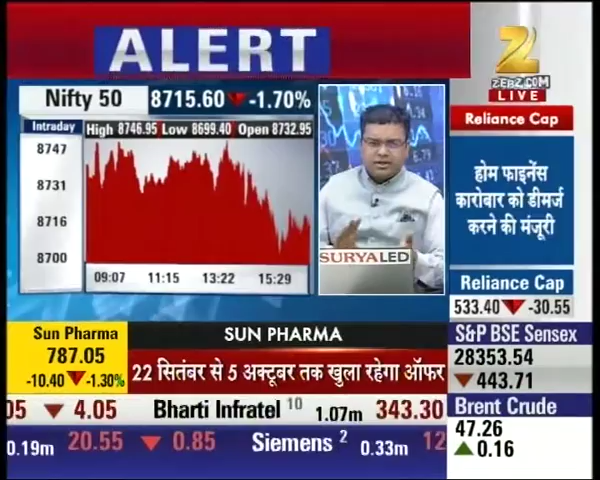 ALERT
Z
ZEBZ.COM
LIVE
Nifty 50 8715.60 -1.70%
Intraday High 8746.95 Low 8699.40 Open 8732.95
8747
8731
8716
8700
09:07 11:15 13:22 15:29
SURYA LED
Reliance Cap
होम फाइनेंस
कारोबार को डीमर्ज
करने की मंजूरी
Reliance Cap
533.40 -30.55
Sun Pharma
787.05
-10.40 -1.30%
SUN PHARMA
22 सितंबर से 5 अक्टूबर तक खुला रहेगा ऑफर
S&P BSE Sensex
28353.54
443.71
Brent Crude
47.26
0.16
05 4.05 Bharti Infratel 10 1.07m 343.30
0.19m 20.55 0.85 Siemens 2 0.33m 12